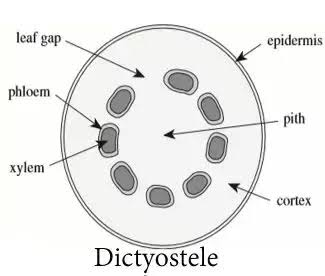 leaf gap
epidermis
phloem
pith
xylem
cortex
Dictyostele